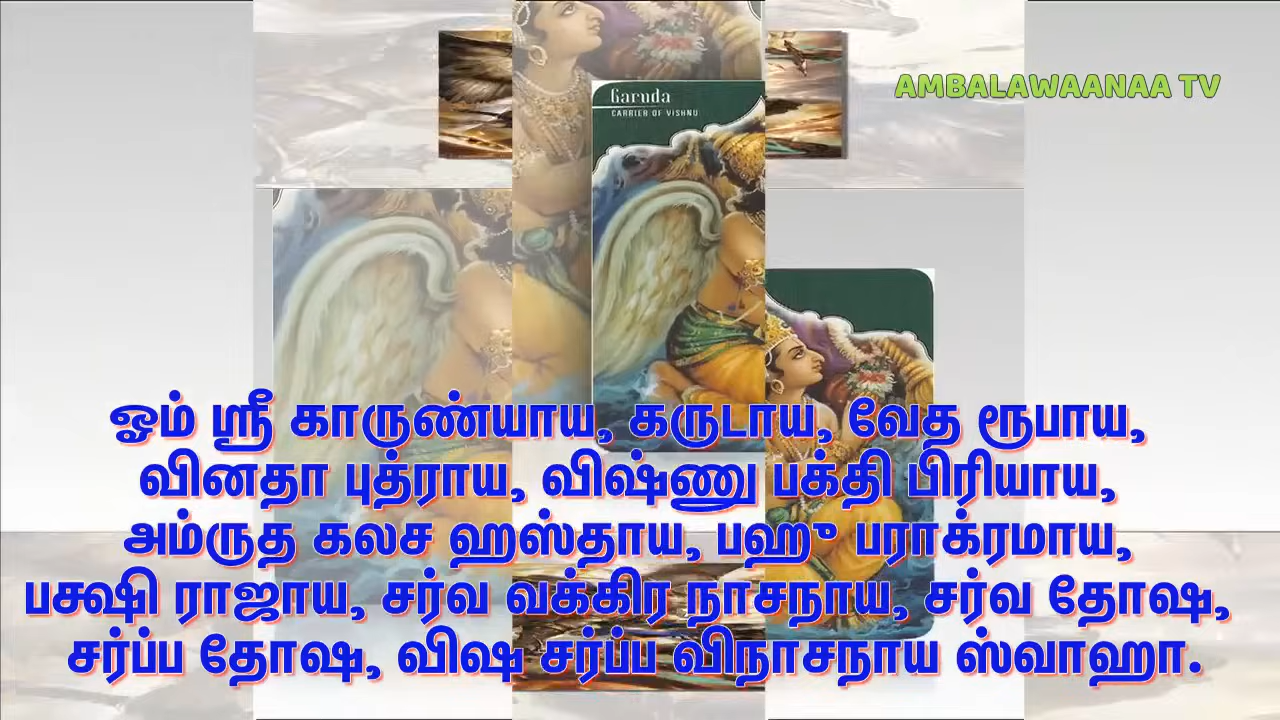 AMBALAWAANAA TV
Garuda
CARRIER OF VISHNU
ஓம் ஸ்ரீ காருண்யாய, கருடாய, வேத ரூபாய,
வினதா புத்ராய, விஷ்ணு பக்தி பிரியாய,
அம்ருத கலச ஹஸ்தாய, பஹு பராக்ரமாய,
பக்ஷி ராஜாய, சர்வ வக்கிர நாசநாய, சர்வ தோஷ,
சர்ப்ப தோஷ, விஷ சர்ப்ப விநாசநாய ஸ்வாஹா.